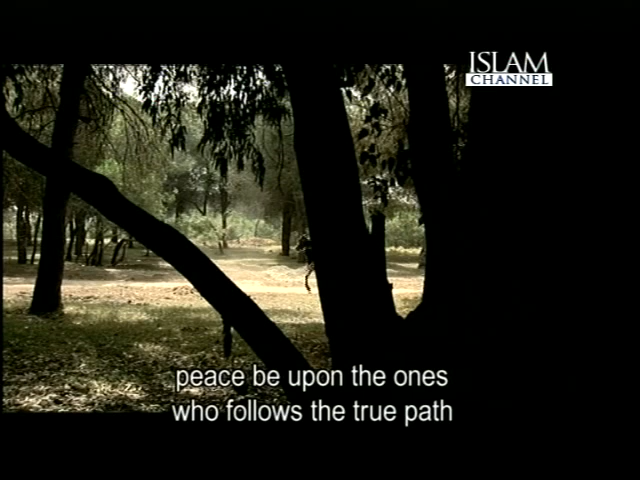 ISLAM
CHANNEL
peace be upon the ones
who follows the true path